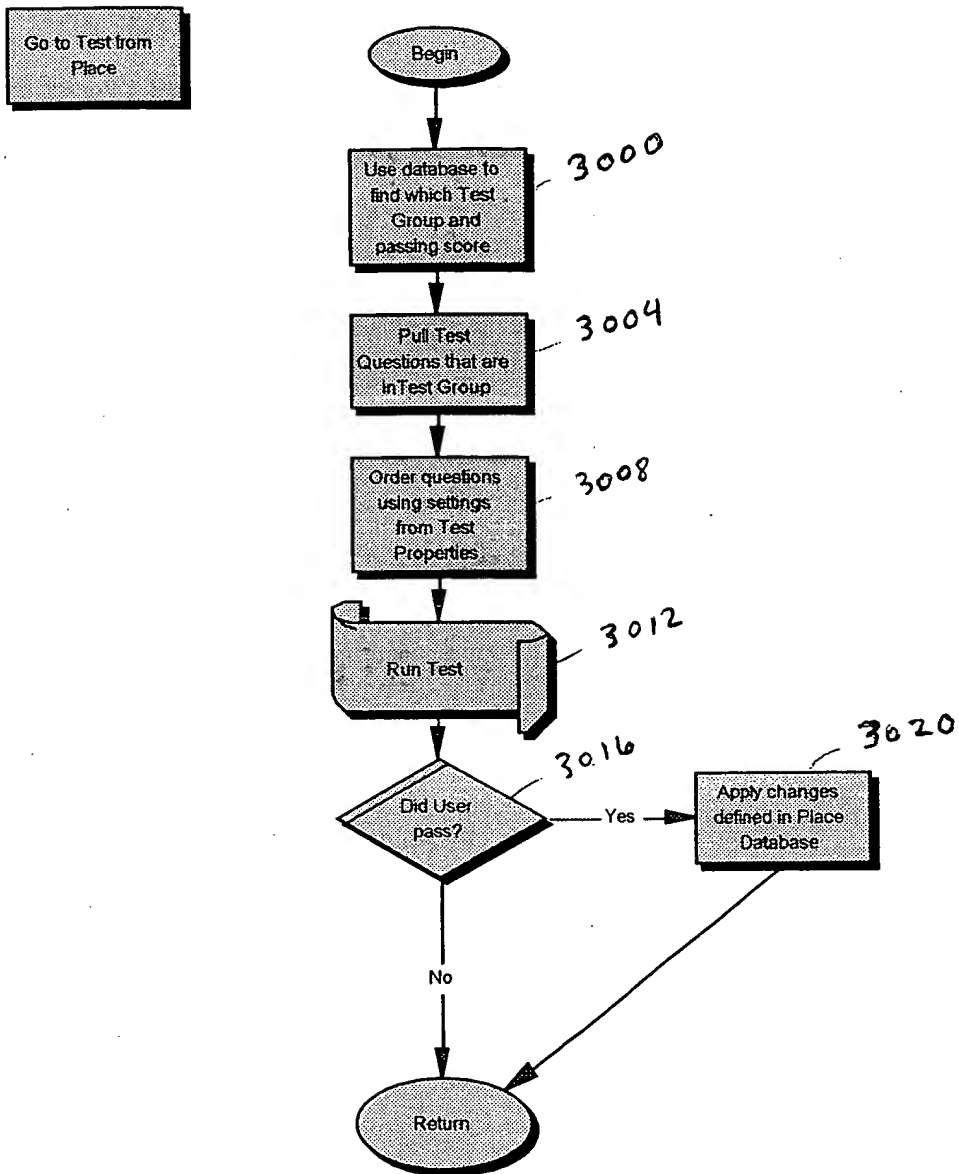 Go to Test from
Place
Begin
Use database to
find which Test
Group and
passing score
3000
Pull Test
Questions that are
InTest Group
3004
Order questions
using settings
from Test
Properties
3008
Run Test
3012
Did User
pass?
3016
Yes
Apply changes
defined in Place
Database
3020
No
Return